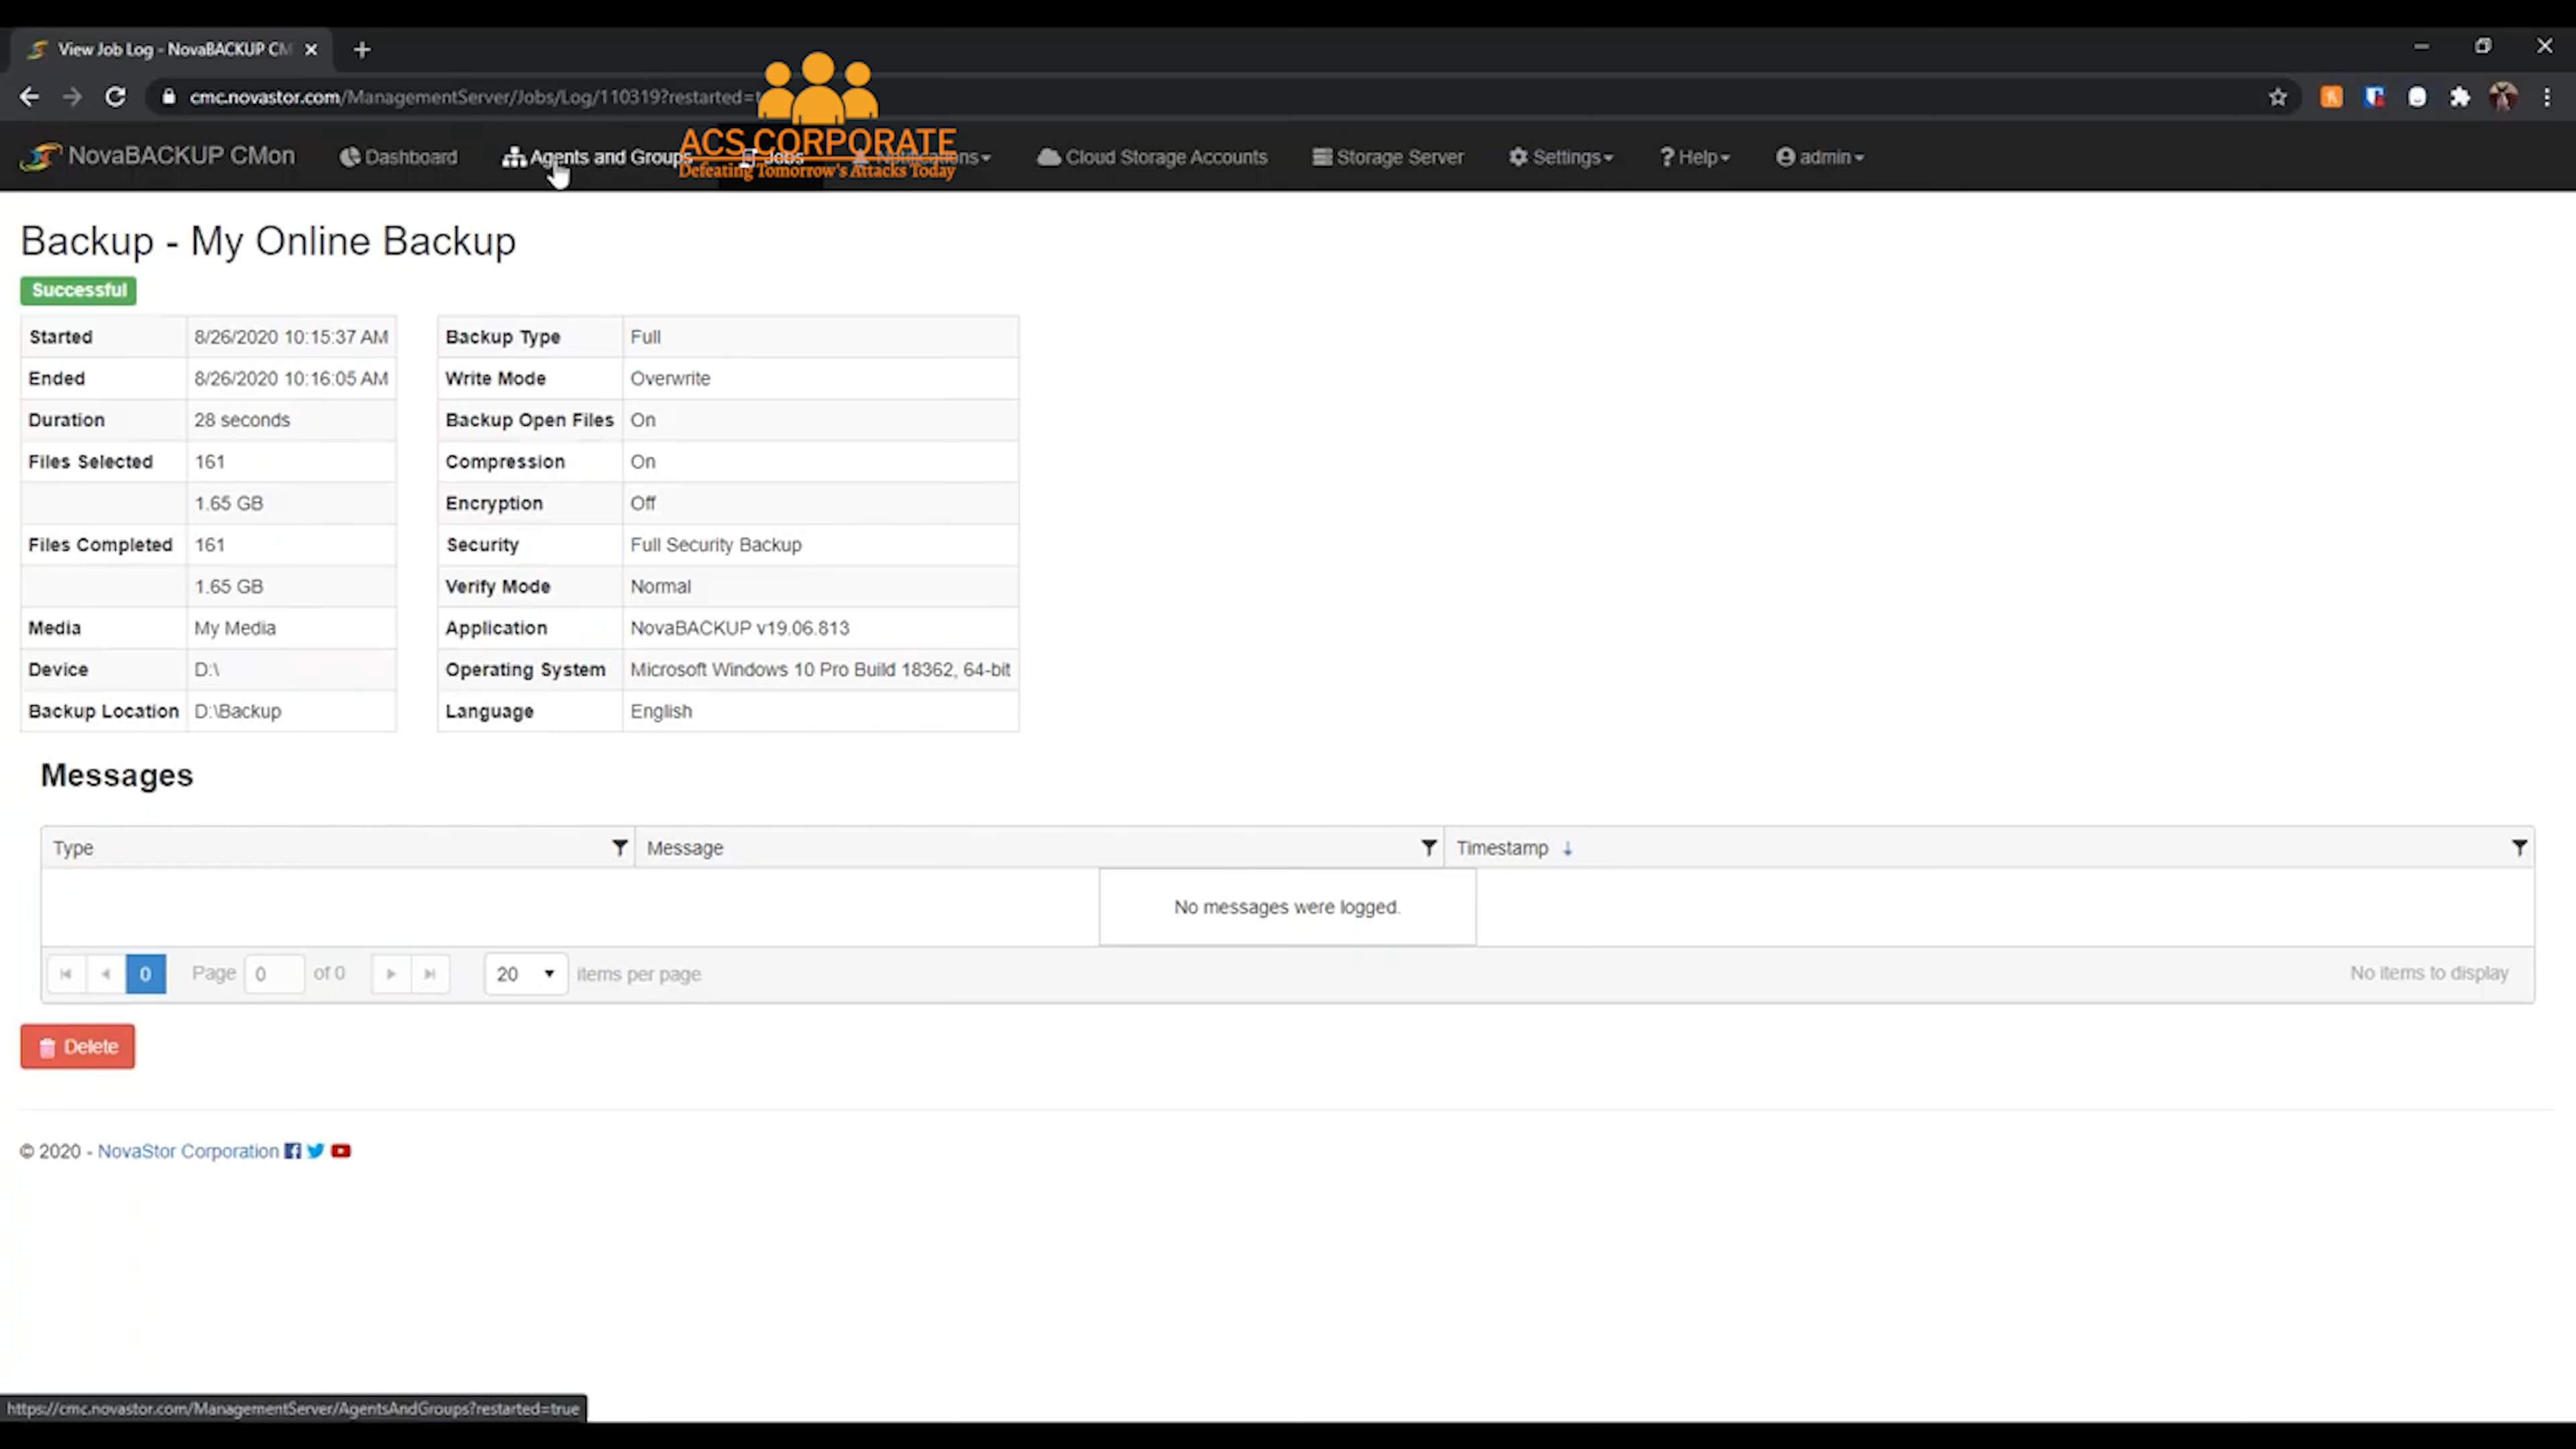 View Job Log - NovaBACKUP CM
cmc.novastor.com/ManagementServer/Jobs/Log/110319?restarted=t
ACS CORPORATE
Defeating Tomorrow's Attacks Today
NovaBACKUP CMon Dashboard Agents and Groups Jobs Notifications Cloud Storage Accounts Storage Server Settings ? Help admin
Backup - My Online Backup
Successful
Started 8/26/2020 10:15:37 AM
Ended 8/26/2020 10:16:05 AM
Duration 28 seconds
Files Selected 161
1.65 GB
Files Completed 161
1.65 GB
Media My Media
Device D:\
Backup Location D:\Backup
Backup Type Full
Write Mode Overwrite
Backup Open Files On
Compression On
Encryption Off
Security Full Security Backup
Verify Mode Normal
Application NovaBACKUP v19.06.813
Operating System Microsoft Windows 10 Pro Build 18362, 64-bit
Language English
Messages
Type Message Timestamp
No messages were logged.
0 Page 0 of 0 20 items per page No items to display
Delete
© 2020 - NovaStor Corporation
https://cmc.novastor.com/ManagementServer/AgentsAndGroups?restarted=true